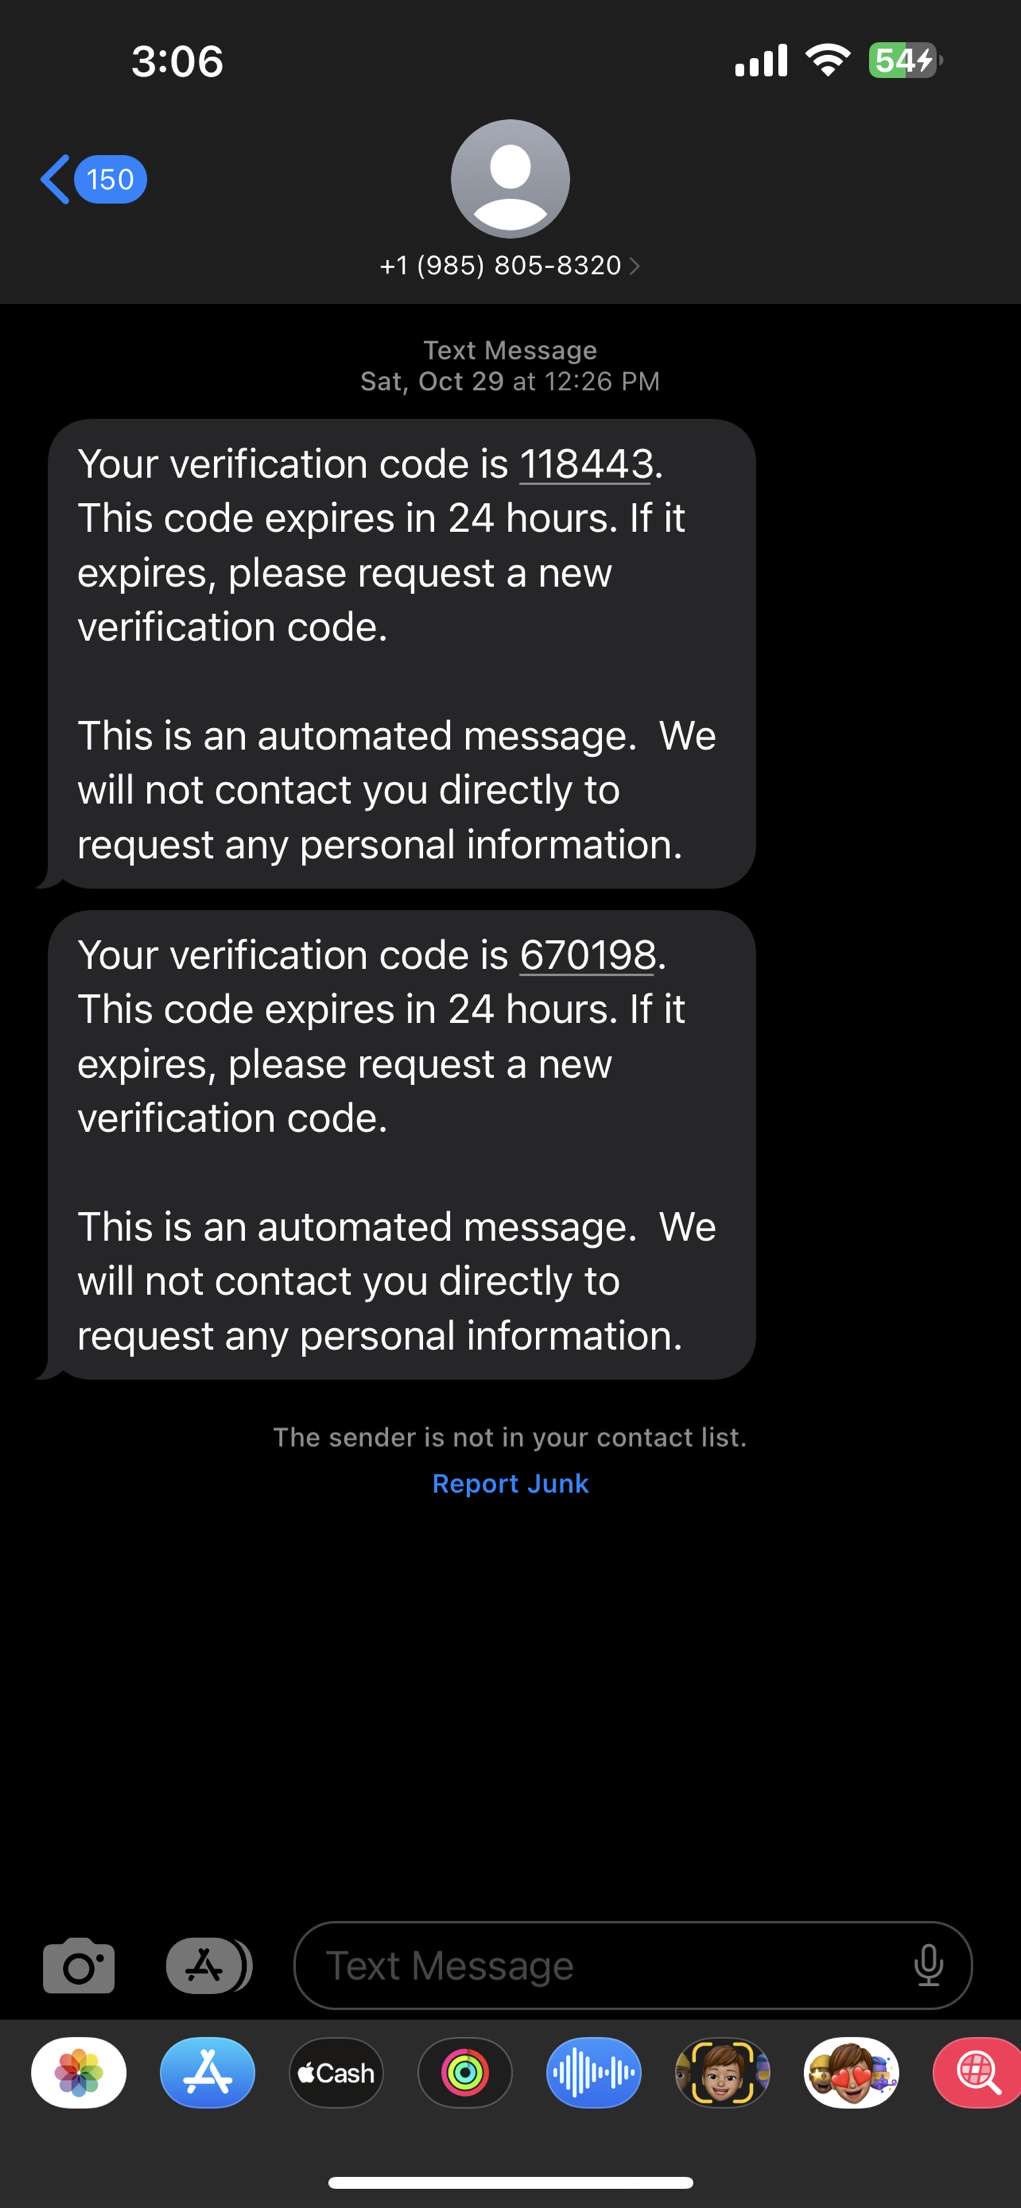 3:06
54
150
+1 (985) 805-8320
Text Message
Sat, Oct 29 at 12:26 PM
Your verification code is 118443.
This code expires in 24 hours. If it
expires, please request a new
verification code.
This is an automated message.  We
will not contact you directly to
request any personal information.
Your verification code is 670198.
This code expires in 24 hours. If it
expires, please request a new
verification code.
This is an automated message.  We
will not contact you directly to
request any personal information.
The sender is not in your contact list.
Report Junk
Text Message
Cash